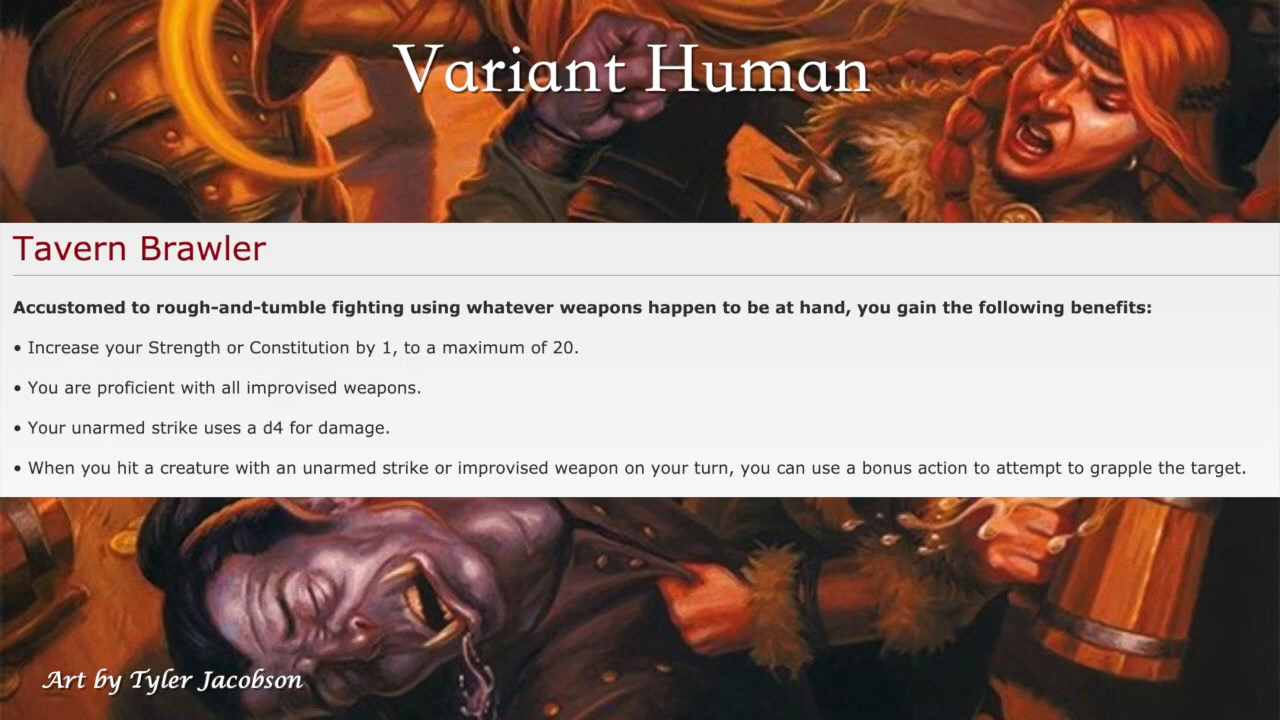 Variant Human
Tavern Brawler
Accustomed to rough-and-tumble fighting using whatever weapons happen to be at hand, you gain the following benefits:
• Increase your Strength or Constitution by 1, to a maximum of 20.
• You are proficient with all improvised weapons.
• Your unarmed strike uses a d4 for damage.
• When you hit a creature with an unarmed strike or improvised weapon on your turn, you can use a bonus action to attempt to grapple the target.
Art by Tyler Jacobson